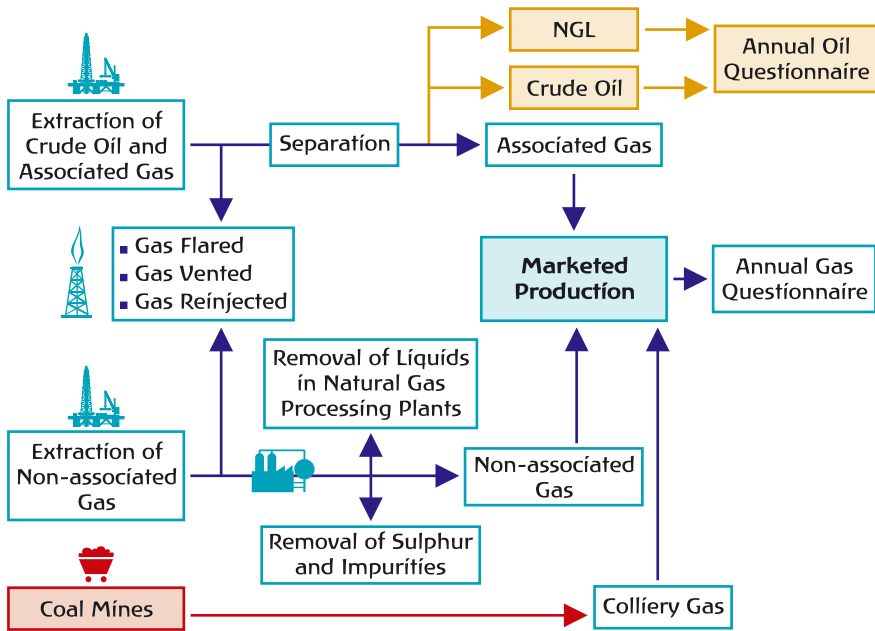 NGL
Annual Oil
Questionnaire
Crude Oil
Extraction of
Crude Oil and
Associated Gas
Separation
Associated Gas
▪ Gas Flared
▪ Gas Vented
▪ Gas Reinjected
Marketed
Production
Annual Gas
Questionnaire
Removal of Liquids
in Natural Gas
Processing Plants
Extraction of
Non-associated
Gas
Non-associated
Gas
Removal of Sulphur
and Impurities
Coal Mines
Colliery Gas